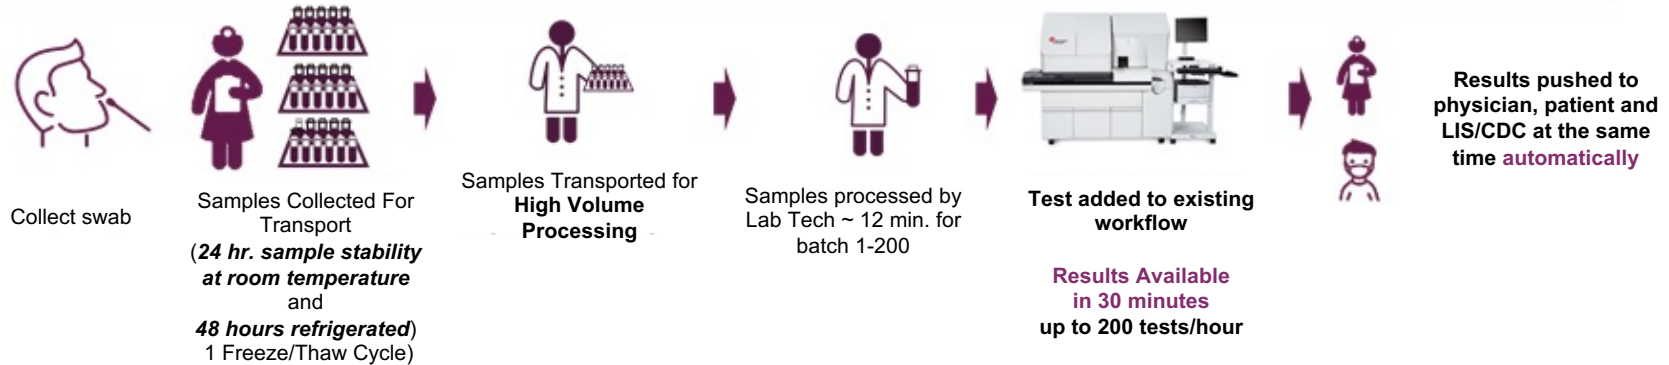 Collect swab
Samples Collected For
Transport
(24 hr. sample stability
at room temperature
and
48 hours refrigerated)
1 Freeze/Thaw Cycle)
Samples Transported for
High Volume
Processing
Samples processed by
Lab Tech ~ 12 min. for
batch 1-200
Test added to existing
workflow
Results Available
in 30 minutes
up to 200 tests/hour
Results pushed to
physician, patient and
LIS/CDC at the same
time automatically